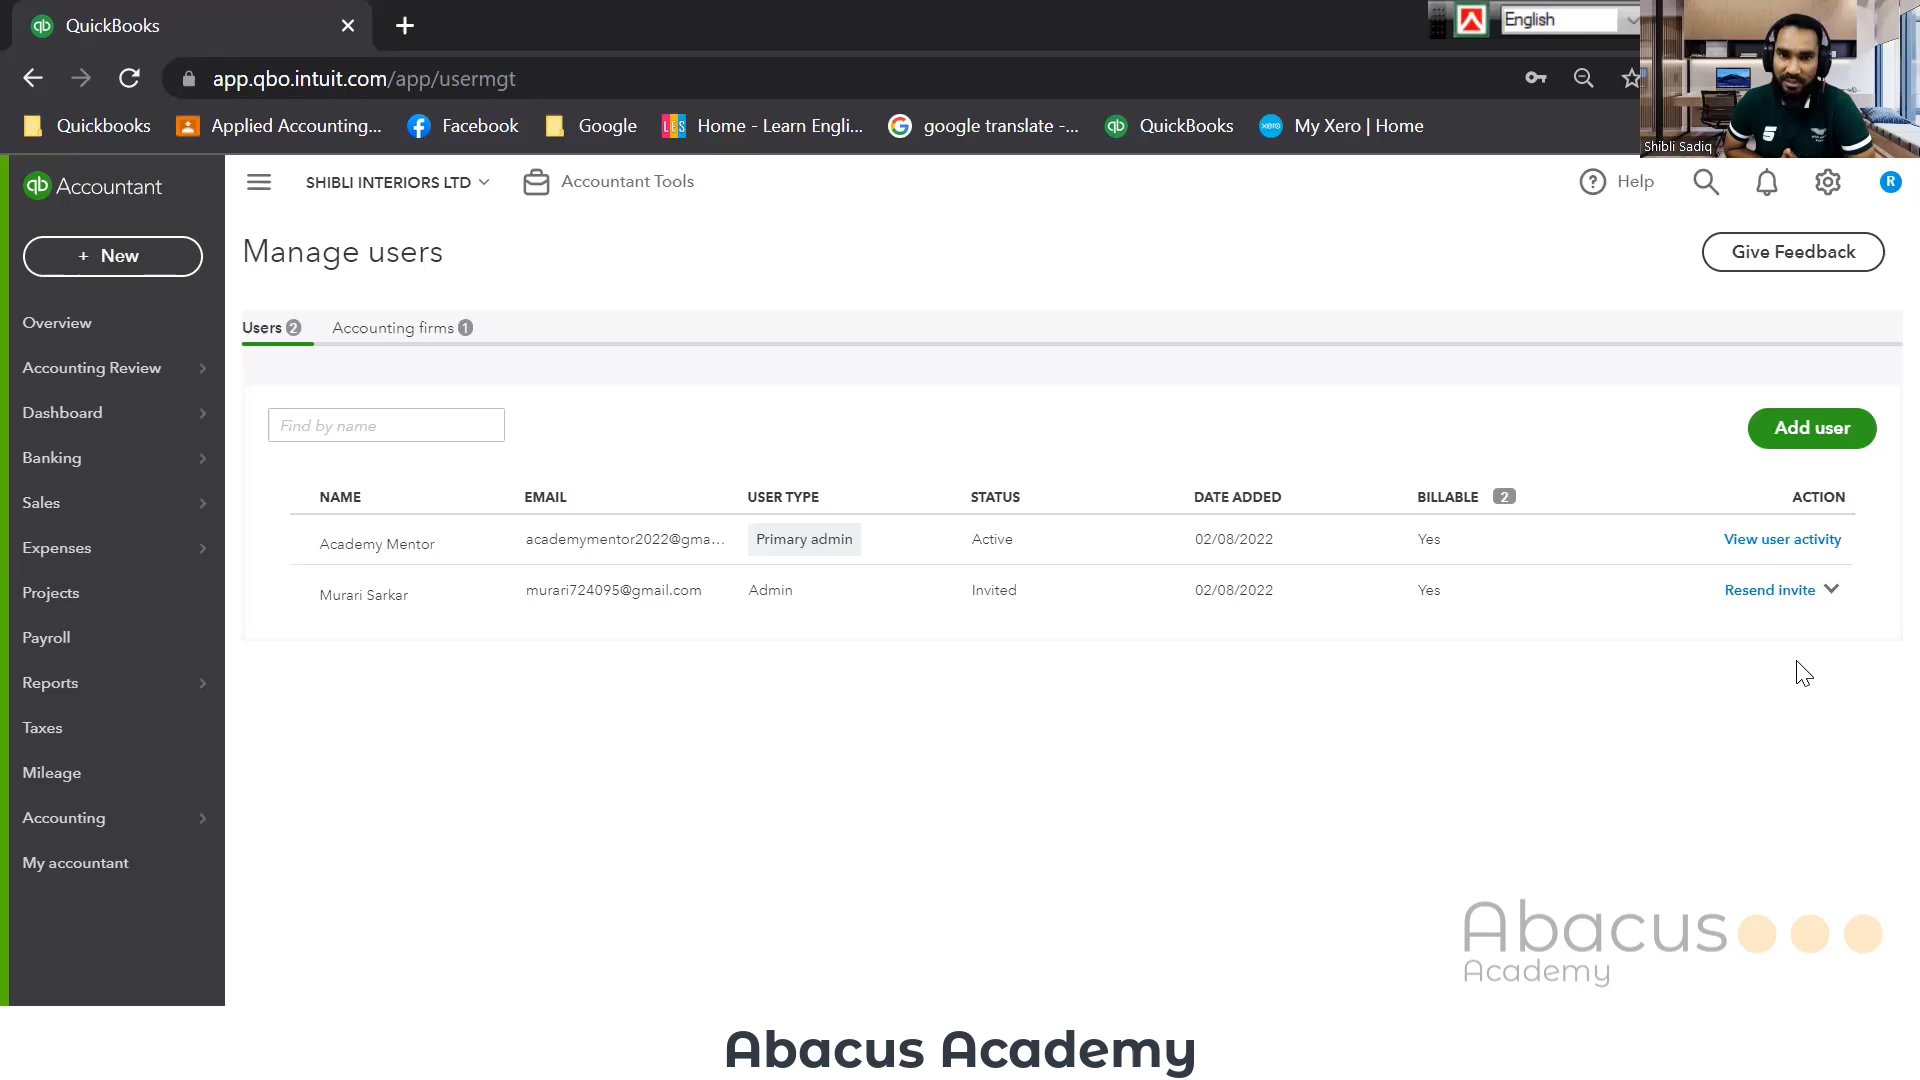 QuickBooks
English
app.qbo.intuit.com/app/usermgt
Quickbooks
Applied Accounting...
Facebook
Google
LES
Home - Learn Engli...
google translate -...
qb
QuickBooks
xero
My Xero | Home
Shibli Sadiq
qb Accountant
SHIBLI INTERIORS LTD
Accountant Tools
Help
R
+ New
Manage users
Give Feedback
Overview
Users 2
Accounting firms 1
Accounting Review
Dashboard
Find by name
Add user
Banking
Sales
NAME
EMAIL
USER TYPE
STATUS
DATE ADDED
BILLABLE 2
ACTION
Expenses
Academy Mentor
academymentor2022@gma...
Primary admin
Active
02/08/2022
Yes
View user activity
Projects
Murari Sarkar
murari724095@gmail.com
Admin
Invited
02/08/2022
Yes
Resend invite
Payroll
Reports
Taxes
Mileage
Accounting
My accountant
Abacus
Academy
Abacus Academy